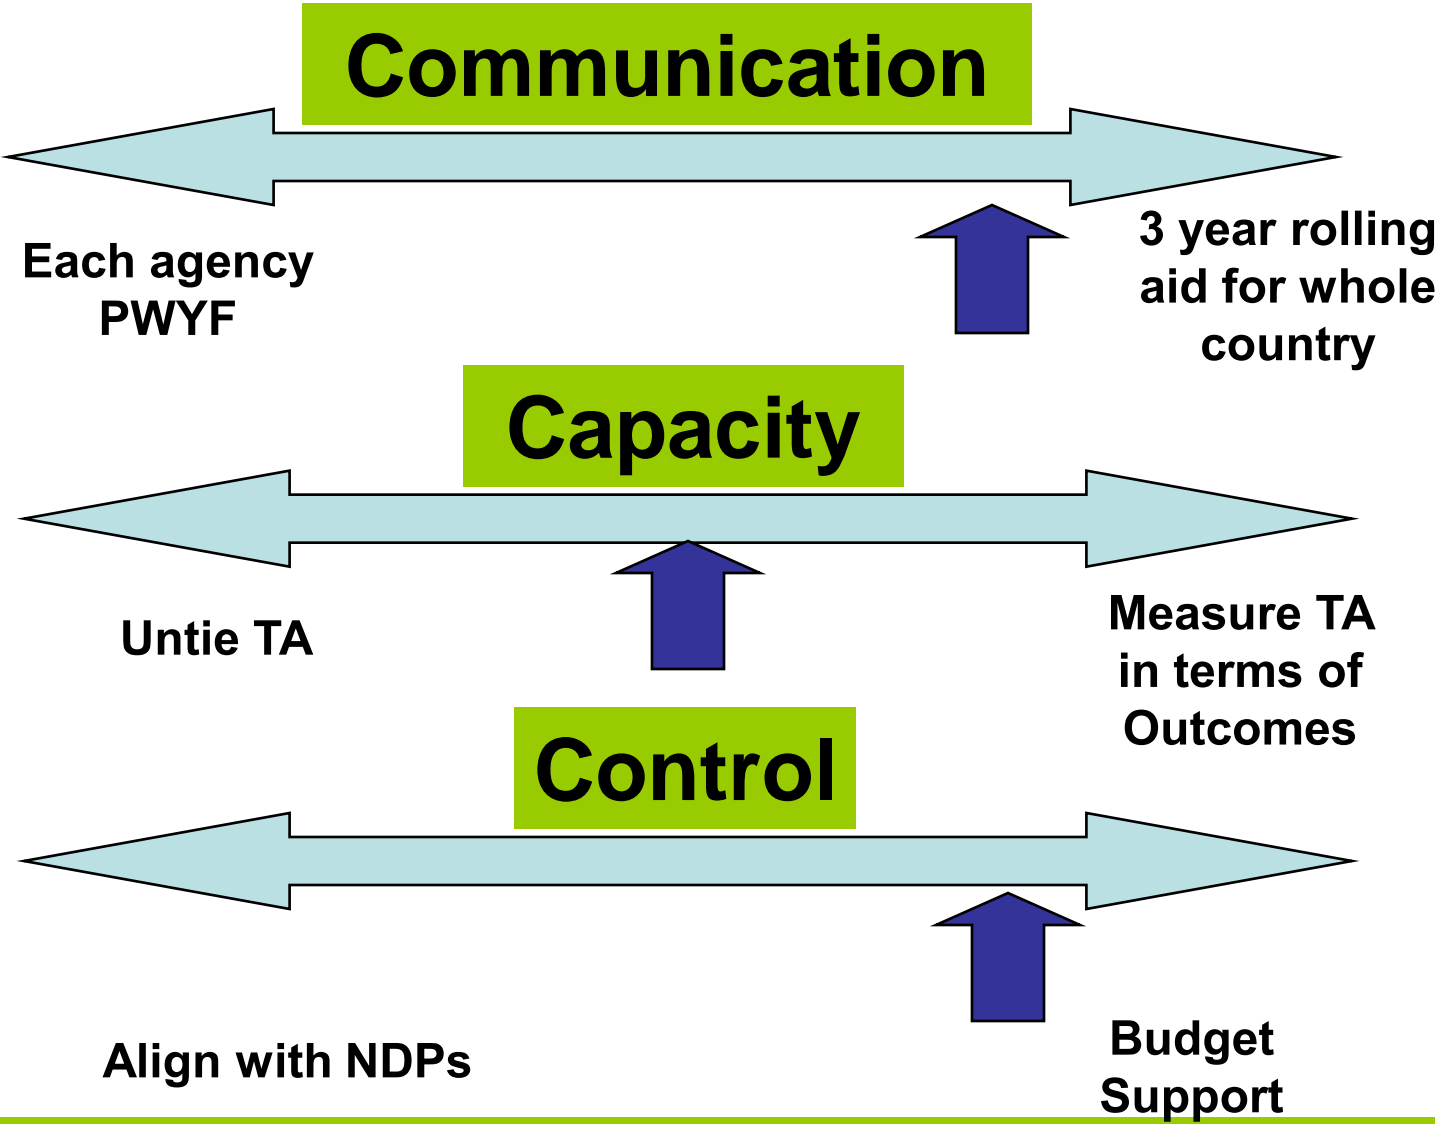 Communication
Each agency
PWYF
3 year rolling
aid for whole
country
Capacity
Untie TA
Measure TA
in terms of
Outcomes
Control
Align with NDPs
Budget
Support